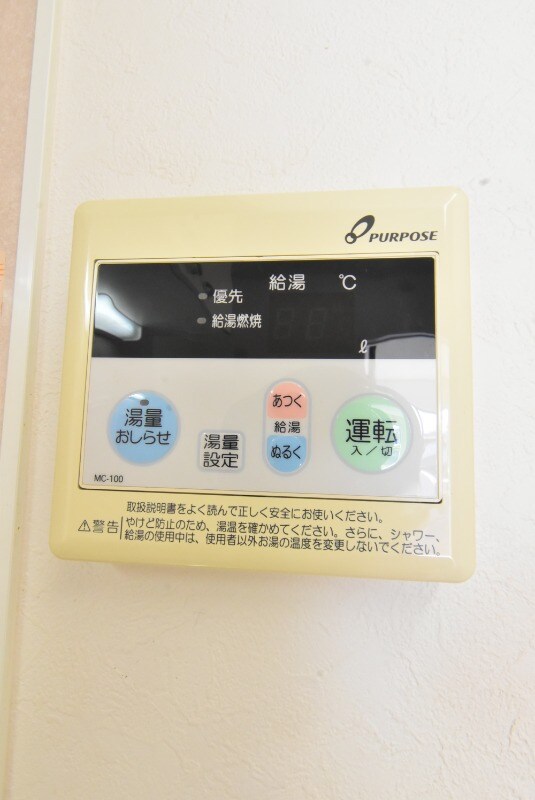 PURPOSE
給湯 ℃
優先
給湯燃焼
ℓ
湯量
おしらせ
湯量
設定
あつく
給湯
ぬるく
運転
入／切
MC-100
取扱説明書をよく読んで正しく安全にお使いください。
⚠警告
やけど防止のため、湯温を確かめてください。さらに、シャワー、
給湯の使用中は、使用者以外お湯の温度を変更しないでください。